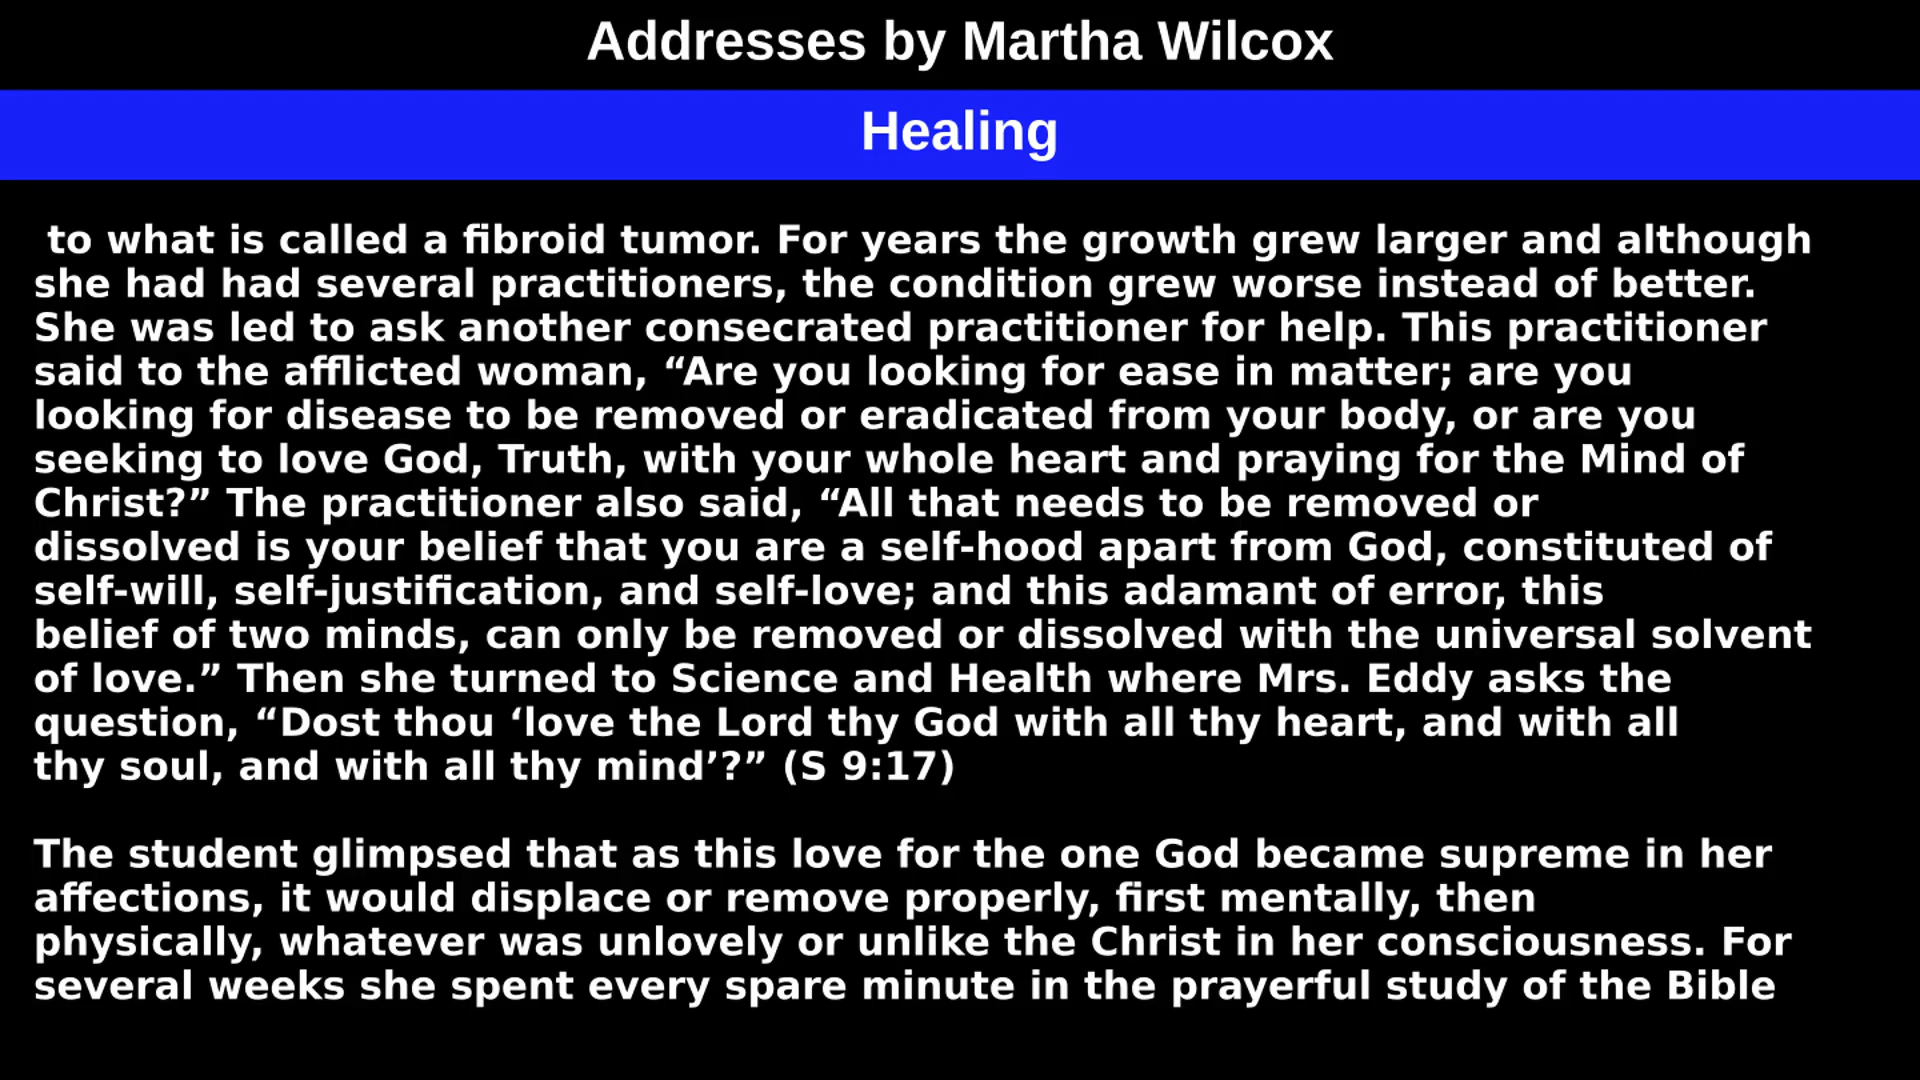 Addresses by Martha Wilcox
Healing
to what is called a fibroid tumor. For years the growth grew larger and although
she had had several practitioners, the condition grew worse instead of better.
She was led to ask another consecrated practitioner for help. This practitioner
said to the afflicted woman, “Are you looking for ease in matter; are you
looking for disease to be removed or eradicated from your body, or are you
seeking to love God, Truth, with your whole heart and praying for the Mind of
Christ?” The practitioner also said, “All that needs to be removed or
dissolved is your belief that you are a self-hood apart from God, constituted of
self-will, self-justification, and self-love; and this adamant of error, this
belief of two minds, can only be removed or dissolved with the universal solvent
of love.” Then she turned to Science and Health where Mrs. Eddy asks the
question, “Dost thou ‘love the Lord thy God with all thy heart, and with all
thy soul, and with all thy mind’?” (S 9:17)
The student glimpsed that as this love for the one God became supreme in her
affections, it would displace or remove properly, first mentally, then
physically, whatever was unlovely or unlike the Christ in her consciousness. For
several weeks she spent every spare minute in the prayerful study of the Bible